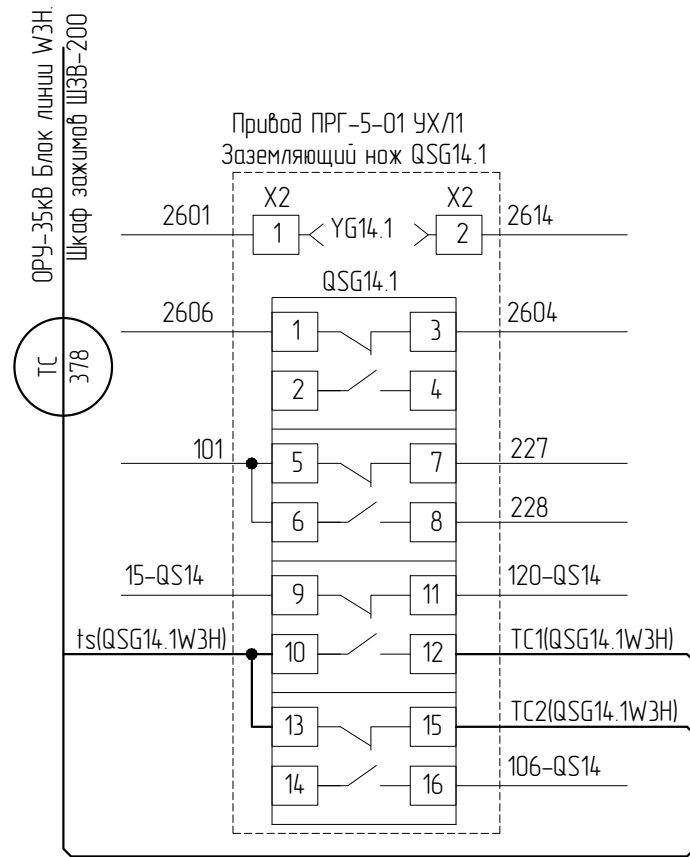 ОРУ-35кВ Блок линии W3H.
Шкаф зажимов ШЗВ-200
Привод ПРГ-5-01 УХЛ1
Заземляющий нож QSG14.1
2601 X2 1 YG14.1 X2 2 2614
QSG14.1
2606 1 3 2604
ТС 378
2 4
101 5 7 227
6 8 228
15-QS14 9 11 120-QS14
ts(QSG14.1W3H) 10 12 TC1(QSG14.1W3H)
13 15 TC2(QSG14.1W3H)
14 16 106-QS14